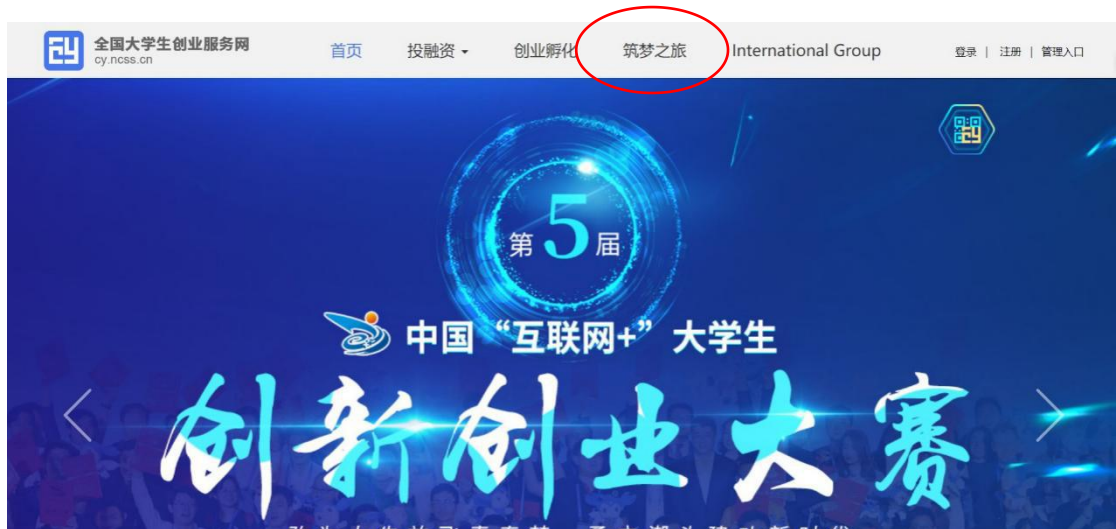 全国大学生创业服务网
cy.ncss.cn
首页 投融资 创业孵化 筑梦之旅 International Group 登录 | 注册 | 管理入口
第5届
中国“互联网+”大学生
创新创业大赛